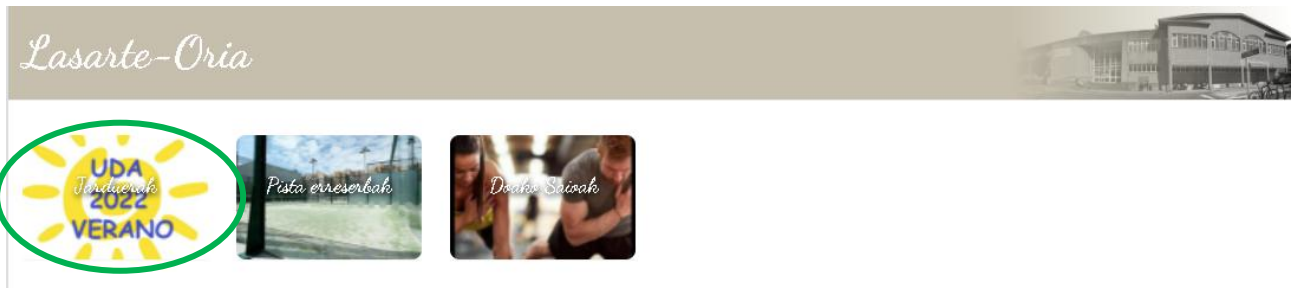 Lasarte-Oria
UDA
Jarduerak
2022
VERANO
Pista erreserbak
Doako Saioak